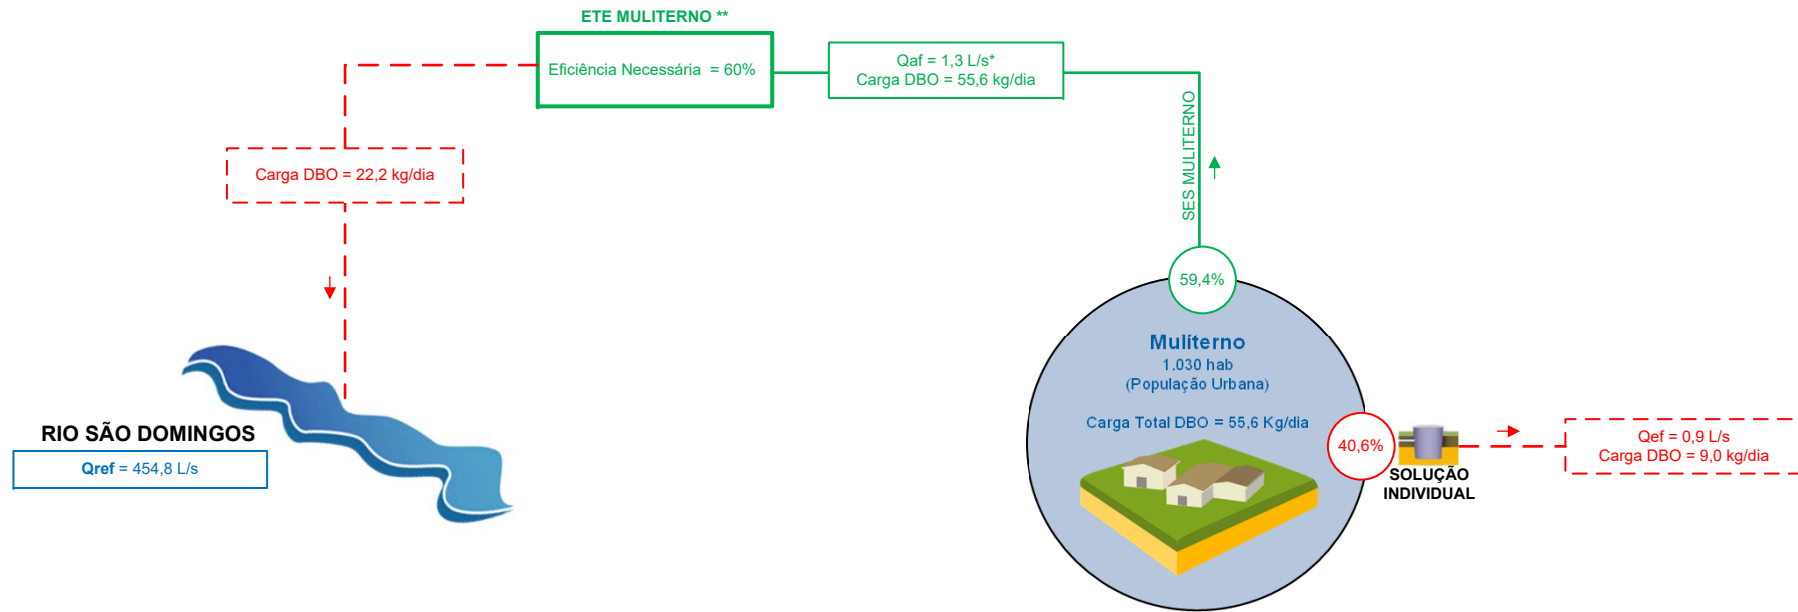 ETE MULITERNO **
Eficiência Necessária = 60%
Qaf = 1,3 L/s*
Carga DBO = 55,6 kg/dia
SES MULITERNO
Carga DBO = 22,2 kg/dia
59,4%
Muliterno
1.030 hab
(População Urbana)
Carga Total DBO = 55,6 Kg/dia
RIO SÃO DOMINGOS
Qref = 454,8 L/s
40,6%
SOLUÇÃO
INDIVIDUAL
Qef = 0,9 L/s
Carga DBO = 9,0 kg/dia